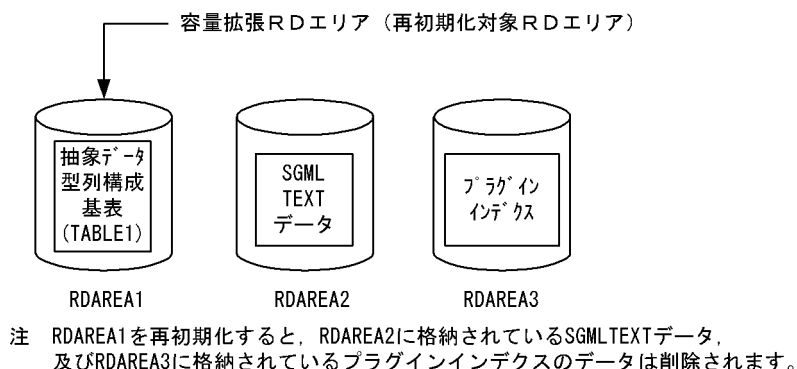 容量拡張RDエリア（再初期化対象RDエリア）
抽象ﾃﾞｰﾀ
型列構成
基表
(TABLE1)
SGML
TEXT
データ
ﾌﾟﾗｸﾞｲﾝ
ｲﾝﾃﾞｸｽ
RDAREA1
RDAREA2
RDAREA3
注 RDAREA1を再初期化すると，RDAREA2に格納されているSGMLTEXTデータ，
及びRDAREA3に格納されているプラグインインデクスのデータは削除されます。